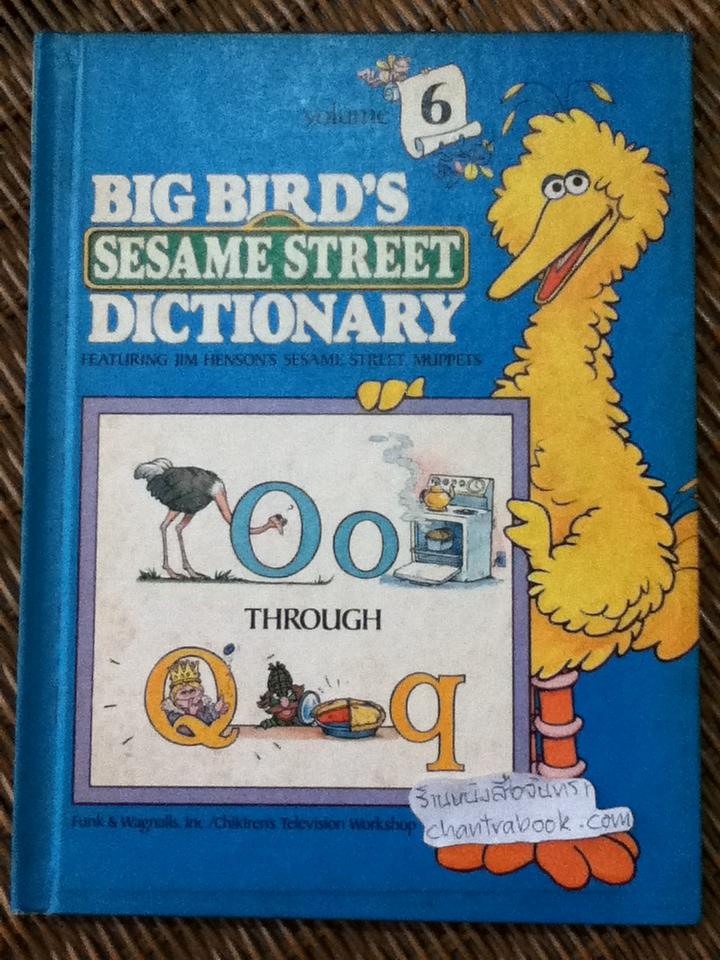 volume 6
BIG BIRD'S
SESAME STREET
DICTIONARY
FEATURING JIM HENSON'S SESAME STREET MUPPETS
Oo
THROUGH
Qq
Funk & Wagnalls, Inc./Children's Television Workshop
ร้านหนังสือจันทรา
chantrabook.com